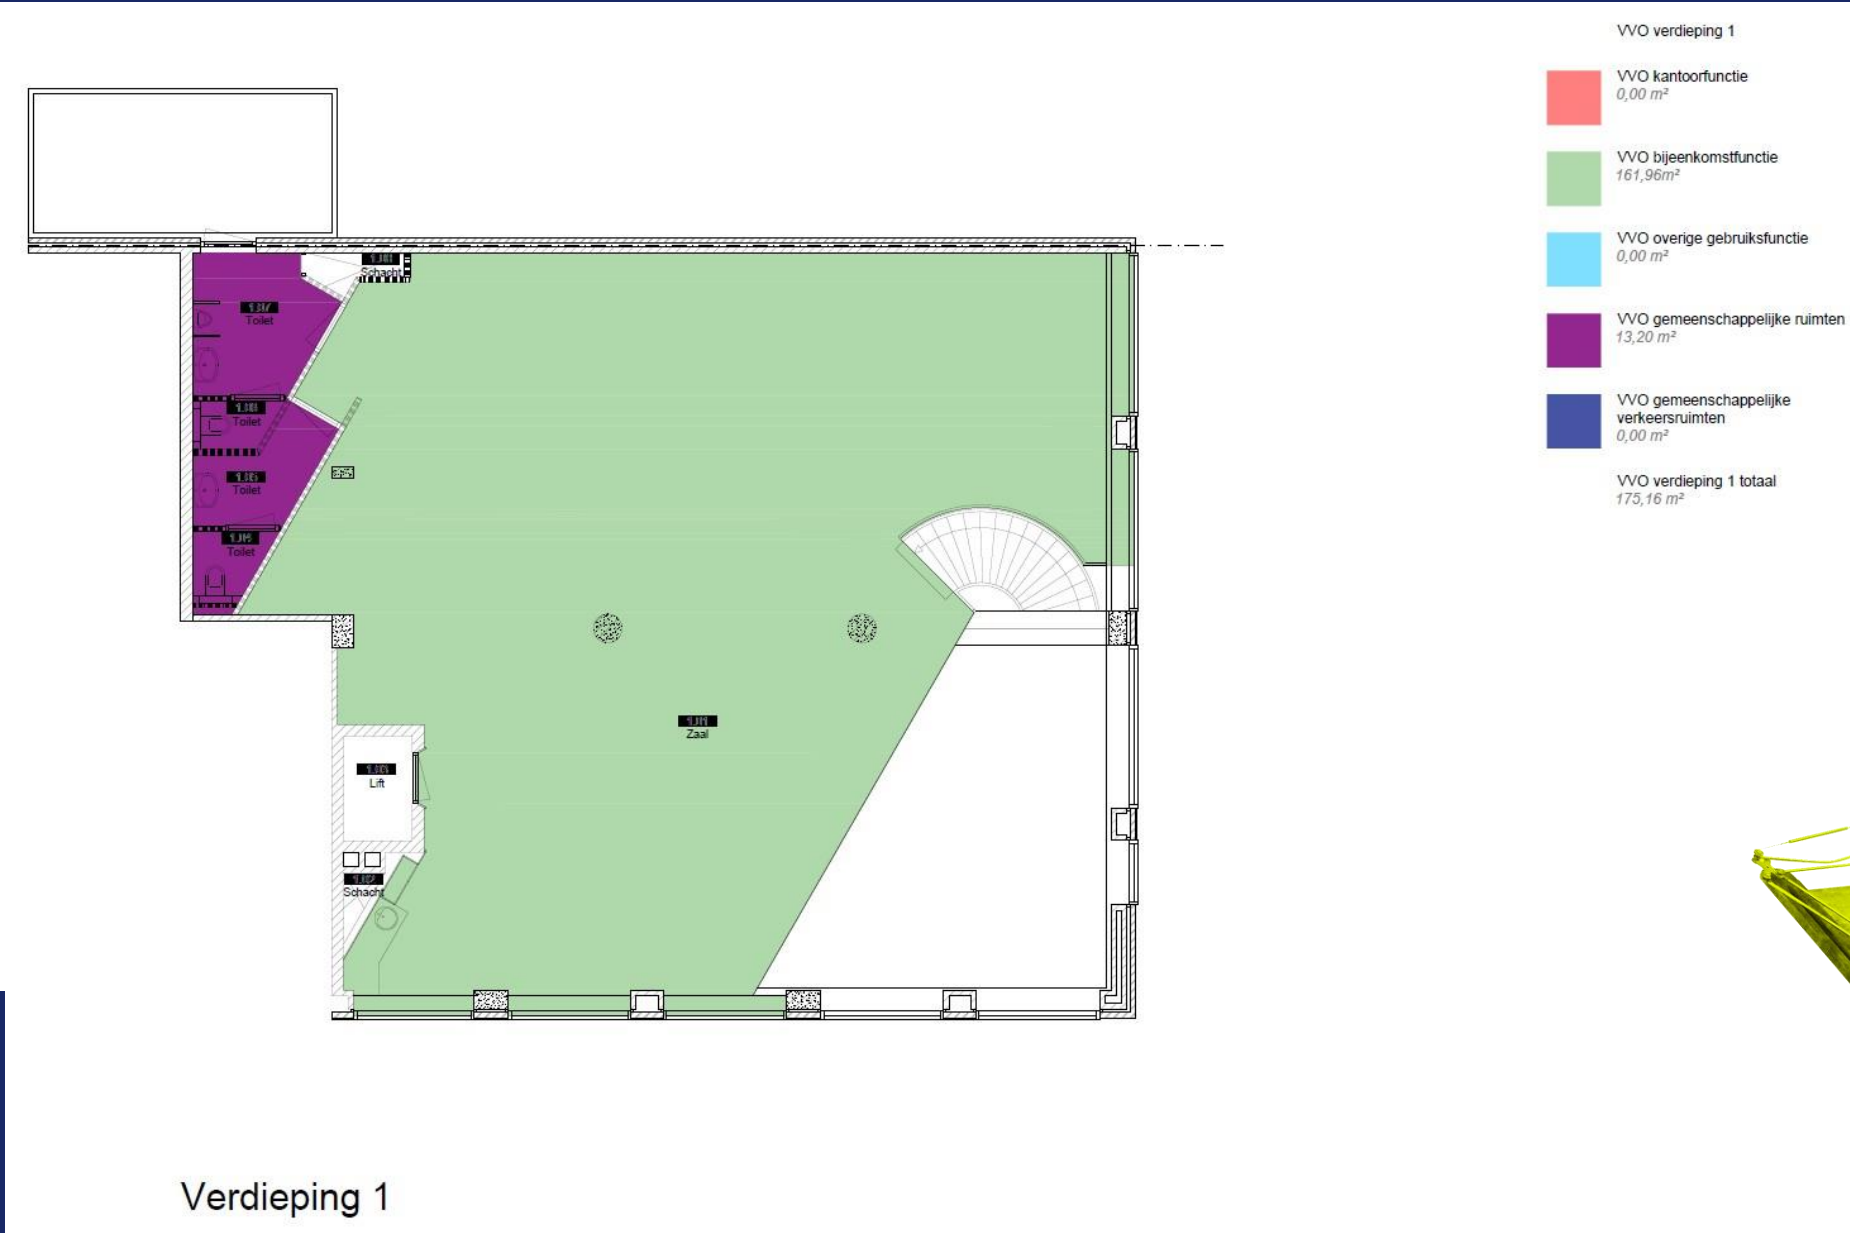 VVO verdieping 1
VVO kantoorfunctie
0,00 m²
VVO bijeenkomstfunctie
161,96m²
VVO overige gebruiksfunctie
0,00 m²
VVO gemeenschappelijke ruimten
13,20 m²
VVO gemeenschappelijke
verkeersruimten
0,00 m²
VVO verdieping 1 totaal
175,16 m²
Schacht
Toilet
Toilet
Toilet
Toilet
1.01
Zaal
Lift
Schacht
Verdieping 1